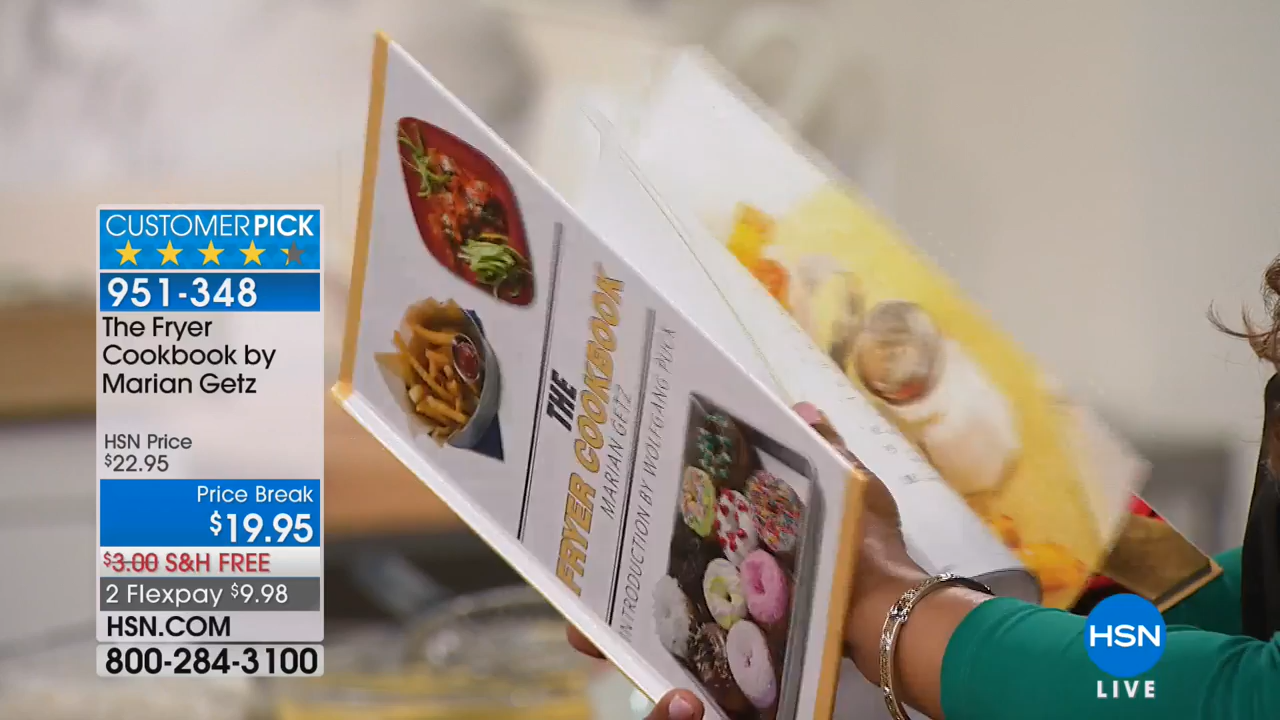 CUSTOMER PICK
951-348
The Fryer
Cookbook by
Marian Getz
HSN Price
$22.95
Price Break
$19.95
$3.00 S&H FREE
2 Flexpay $9.98
HSN.COM
800-284-3100
THE
FRYER COOKBOOK
MARIAN GETZ
INTRODUCTION BY WOLFGANG PUCK
HSN
LIVE